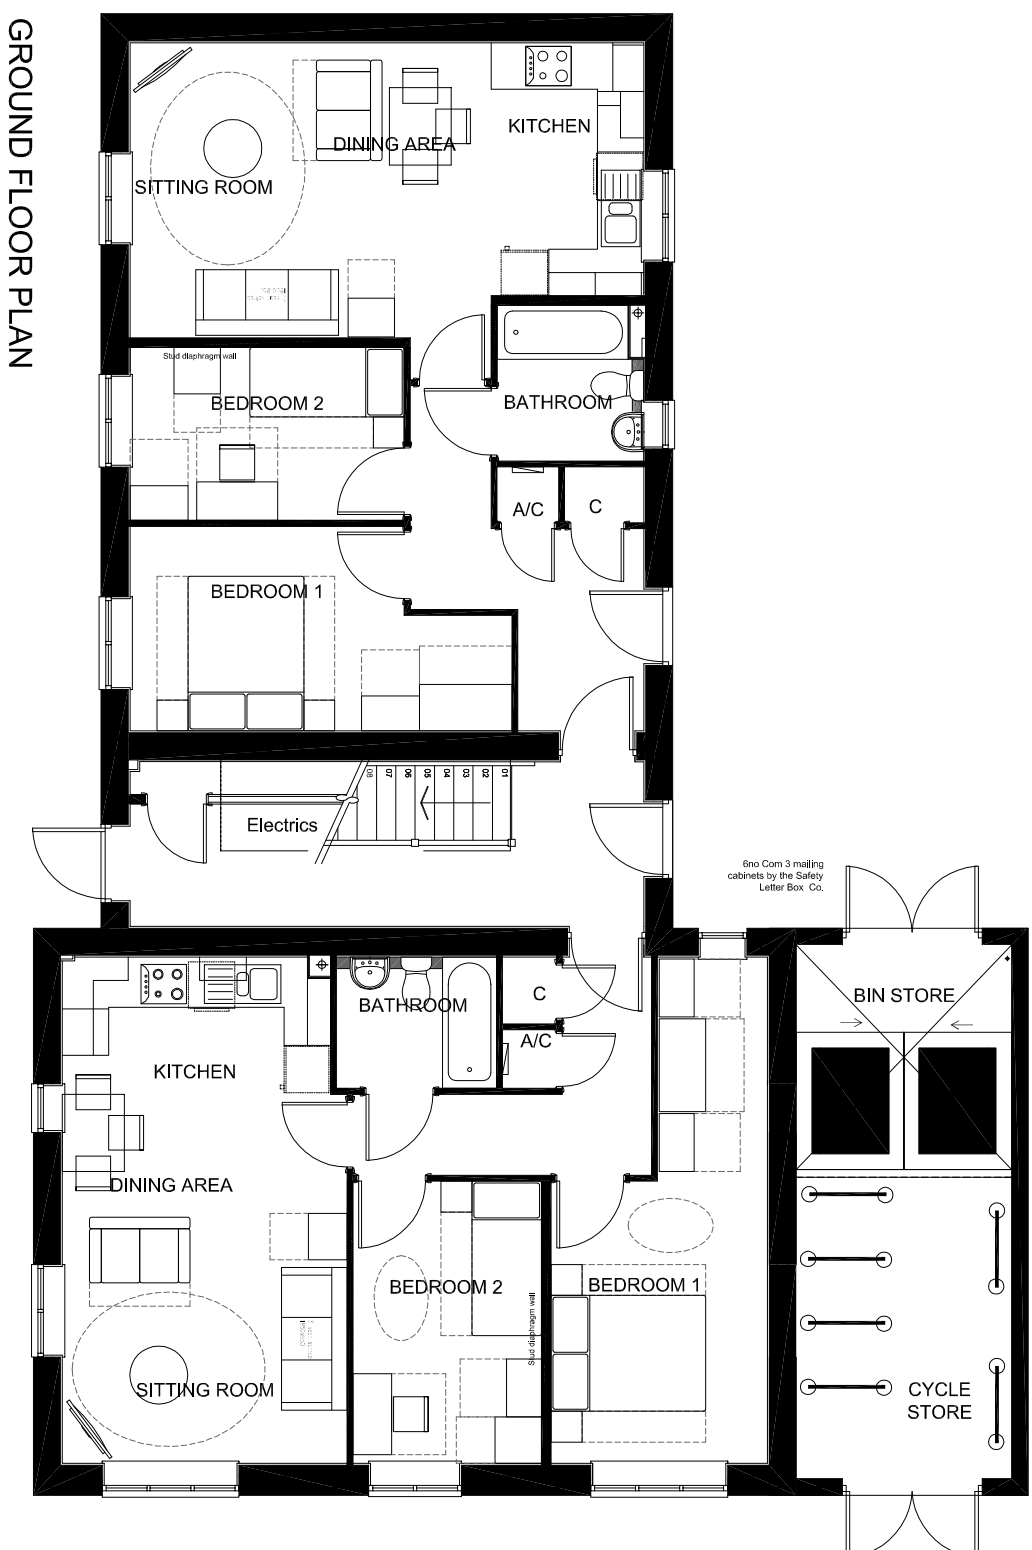 GROUND FLOOR PLAN
KITCHEN
DINING AREA
SITTING ROOM
Stud diaphragm wall
BEDROOM 2
BATHROOM
A/C
C
BEDROOM 1
08
07
06
05
04
03
02
01
Electrics
6no Com 3 mailing
cabinets by the Safety
Letter Box Co.
BIN STORE
C
BATHROOM
A/C
KITCHEN
DINING AREA
BEDROOM 2
BEDROOM 1
Stud diaphragm wall
SITTING ROOM
CYCLE
STORE